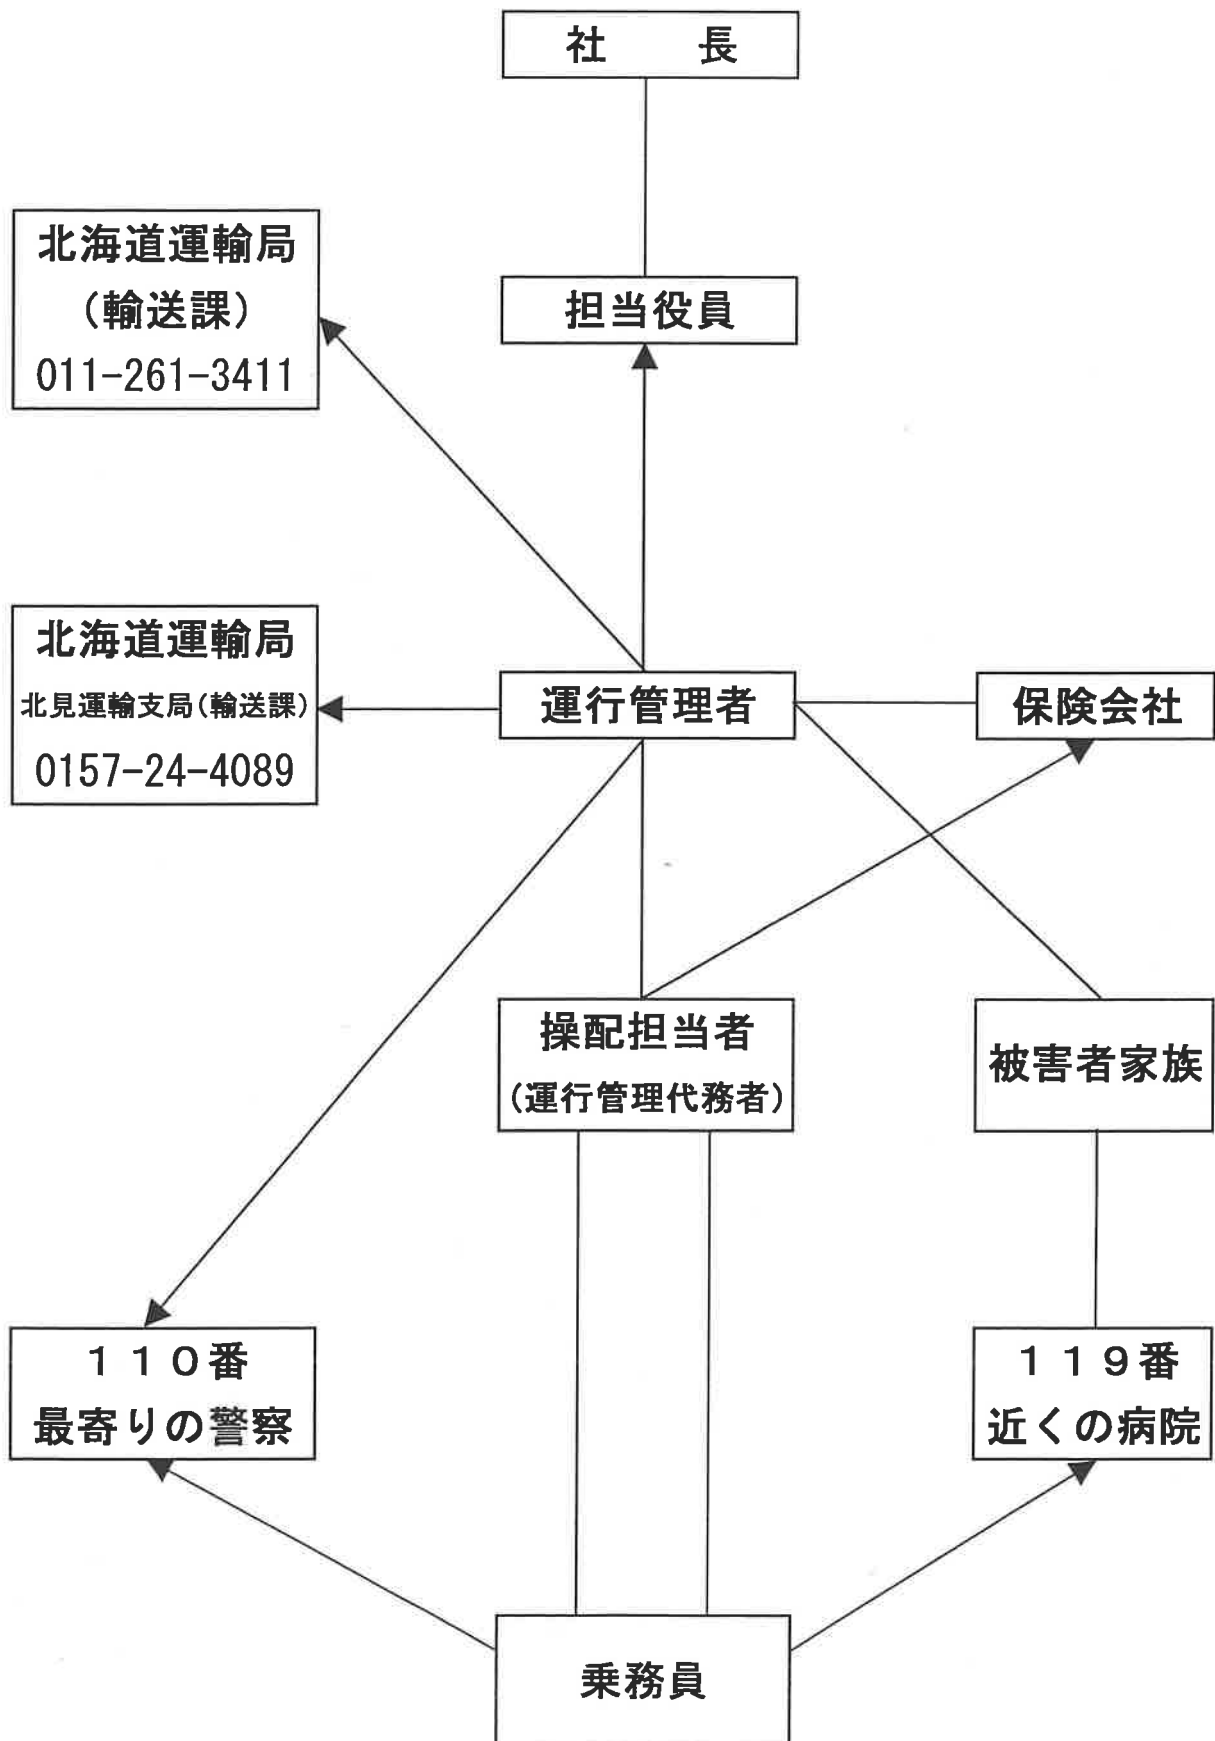 社　　長
北海道運輸局
（輸送課）
011-261-3411
担当役員
北海道運輸局
北見運輸支局（輸送課）
0157-24-4089
運行管理者
保険会社
操配担当者
（運行管理代務者）
被害者家族
１１０番
最寄りの警察
１１９番
近くの病院
乗務員